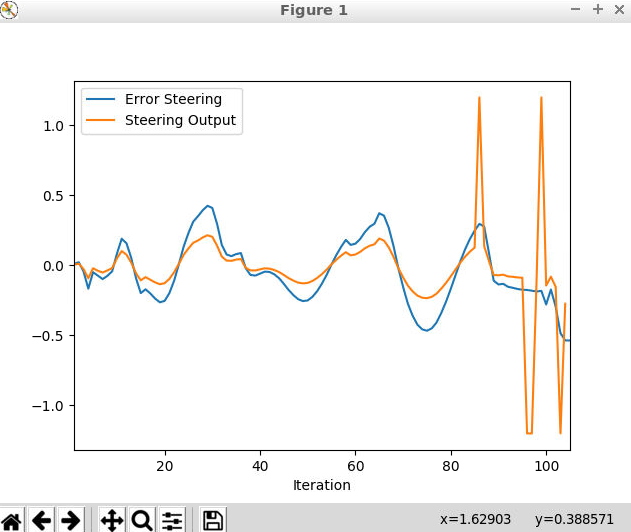 Figure 1
Error Steering
Steering Output
1.0
0.5
0.0
−0.5
−1.0
20 40 60 80 100
Iteration
x=1.62903 y=0.388571